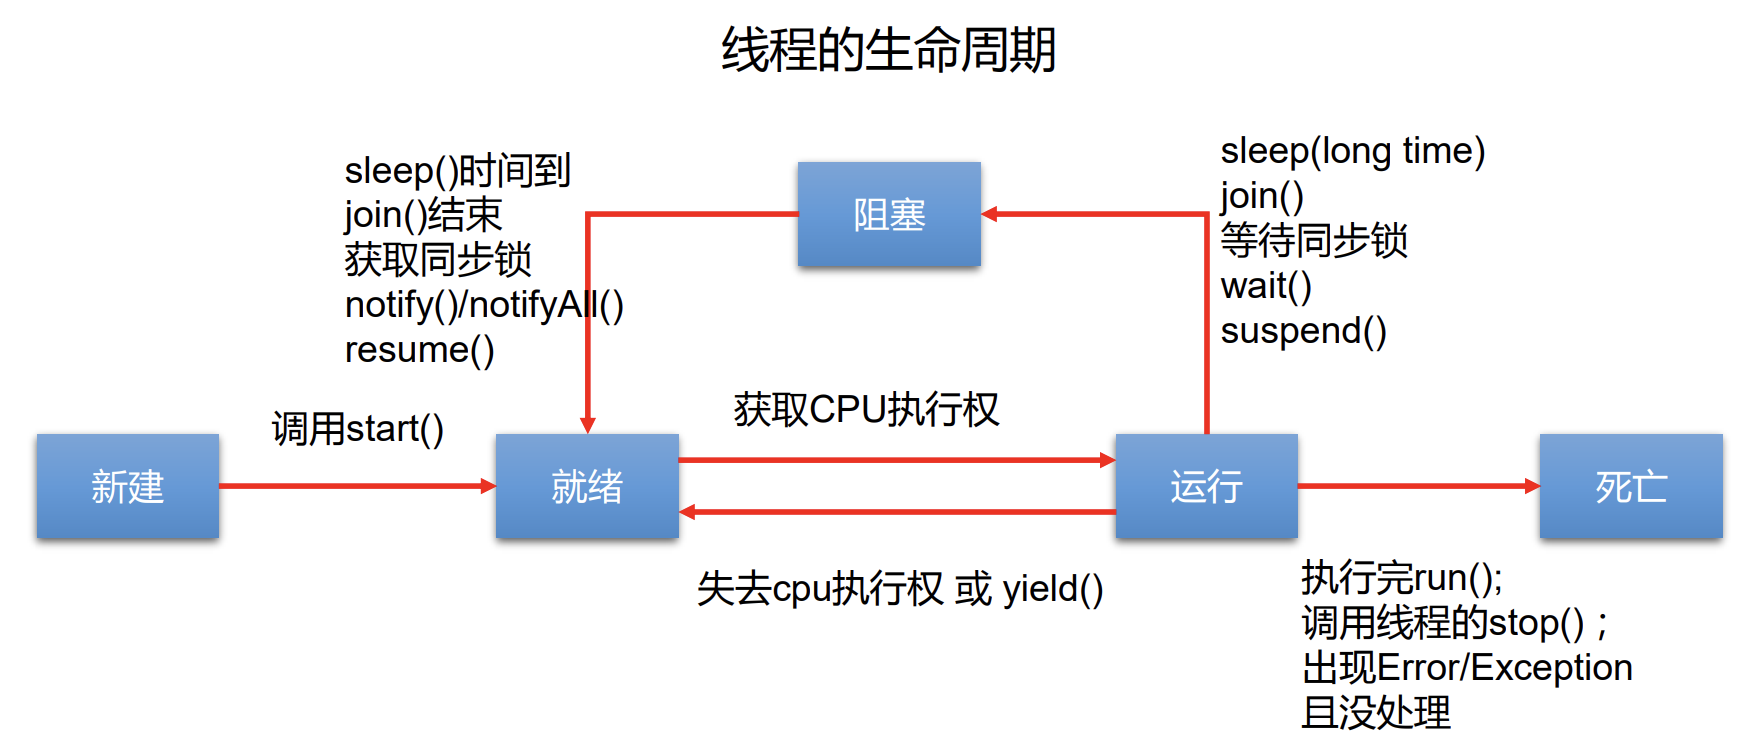 线程的生命周期
sleep()时间到
join()结束
获取同步锁
notify()/notifyAll()
resume()
阻塞
sleep(long time)
join()
等待同步锁
wait()
suspend()
调用start()
获取CPU执行权
新建
就绪
运行
死亡
失去cpu执行权 或 yield()
执行完run();
调用线程的stop()；
出现Error/Exception
且没处理